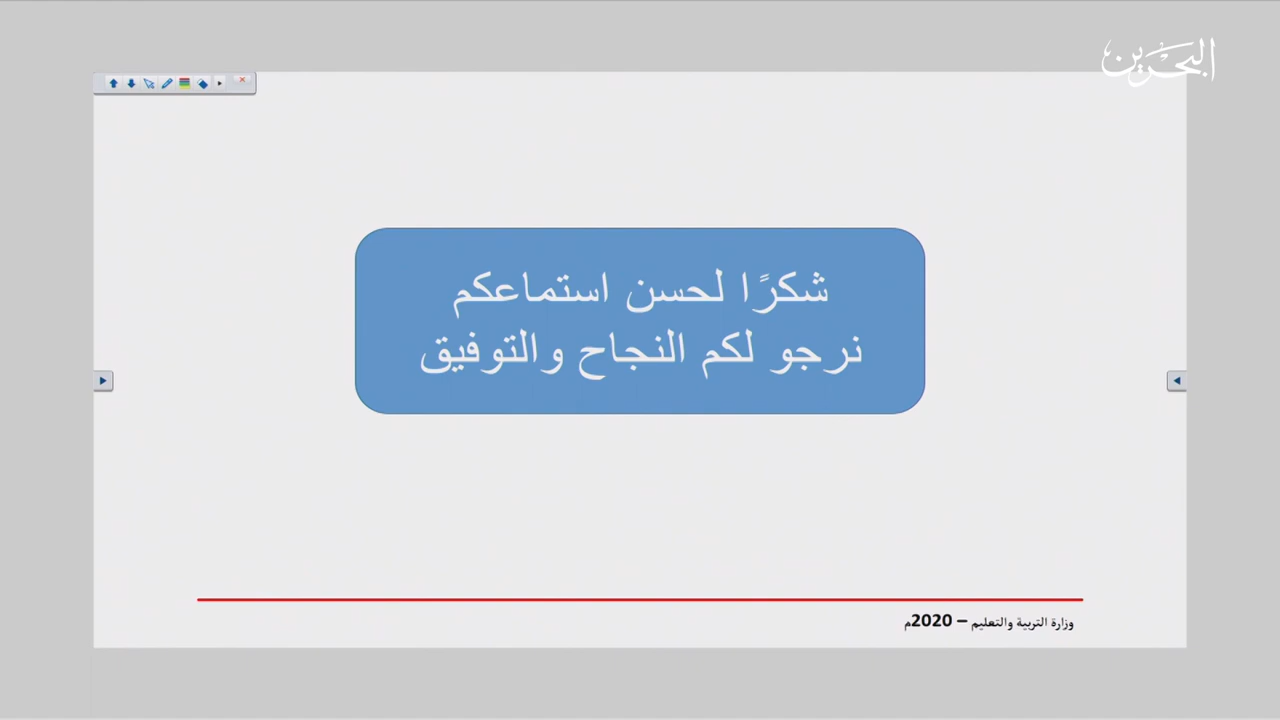 البحرين
شكرًا لحسن استماعكم
نرجو لكم النجاح والتوفيق
وزارة التربية والتعليم – 2020م